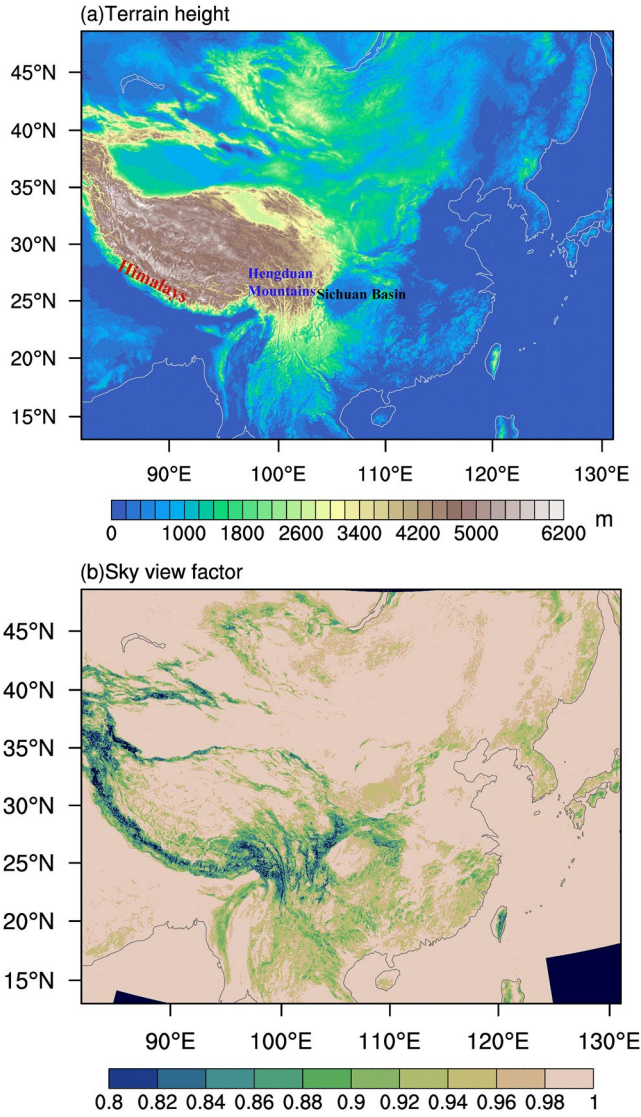 (a)Terrain height
45°N
40°N
35°N
30°N
25°N
20°N
15°N
Himalays
Hengduan
Mountains
Sichuan Basin
90°E 100°E 110°E 120°E 130°E
0 1000 1800 2600 3400 4200 5000 6200 m
(b)Sky view factor
45°N
40°N
35°N
30°N
25°N
20°N
15°N
90°E 100°E 110°E 120°E 130°E
0.8 0.82 0.84 0.86 0.88 0.9 0.92 0.94 0.96 0.98 1